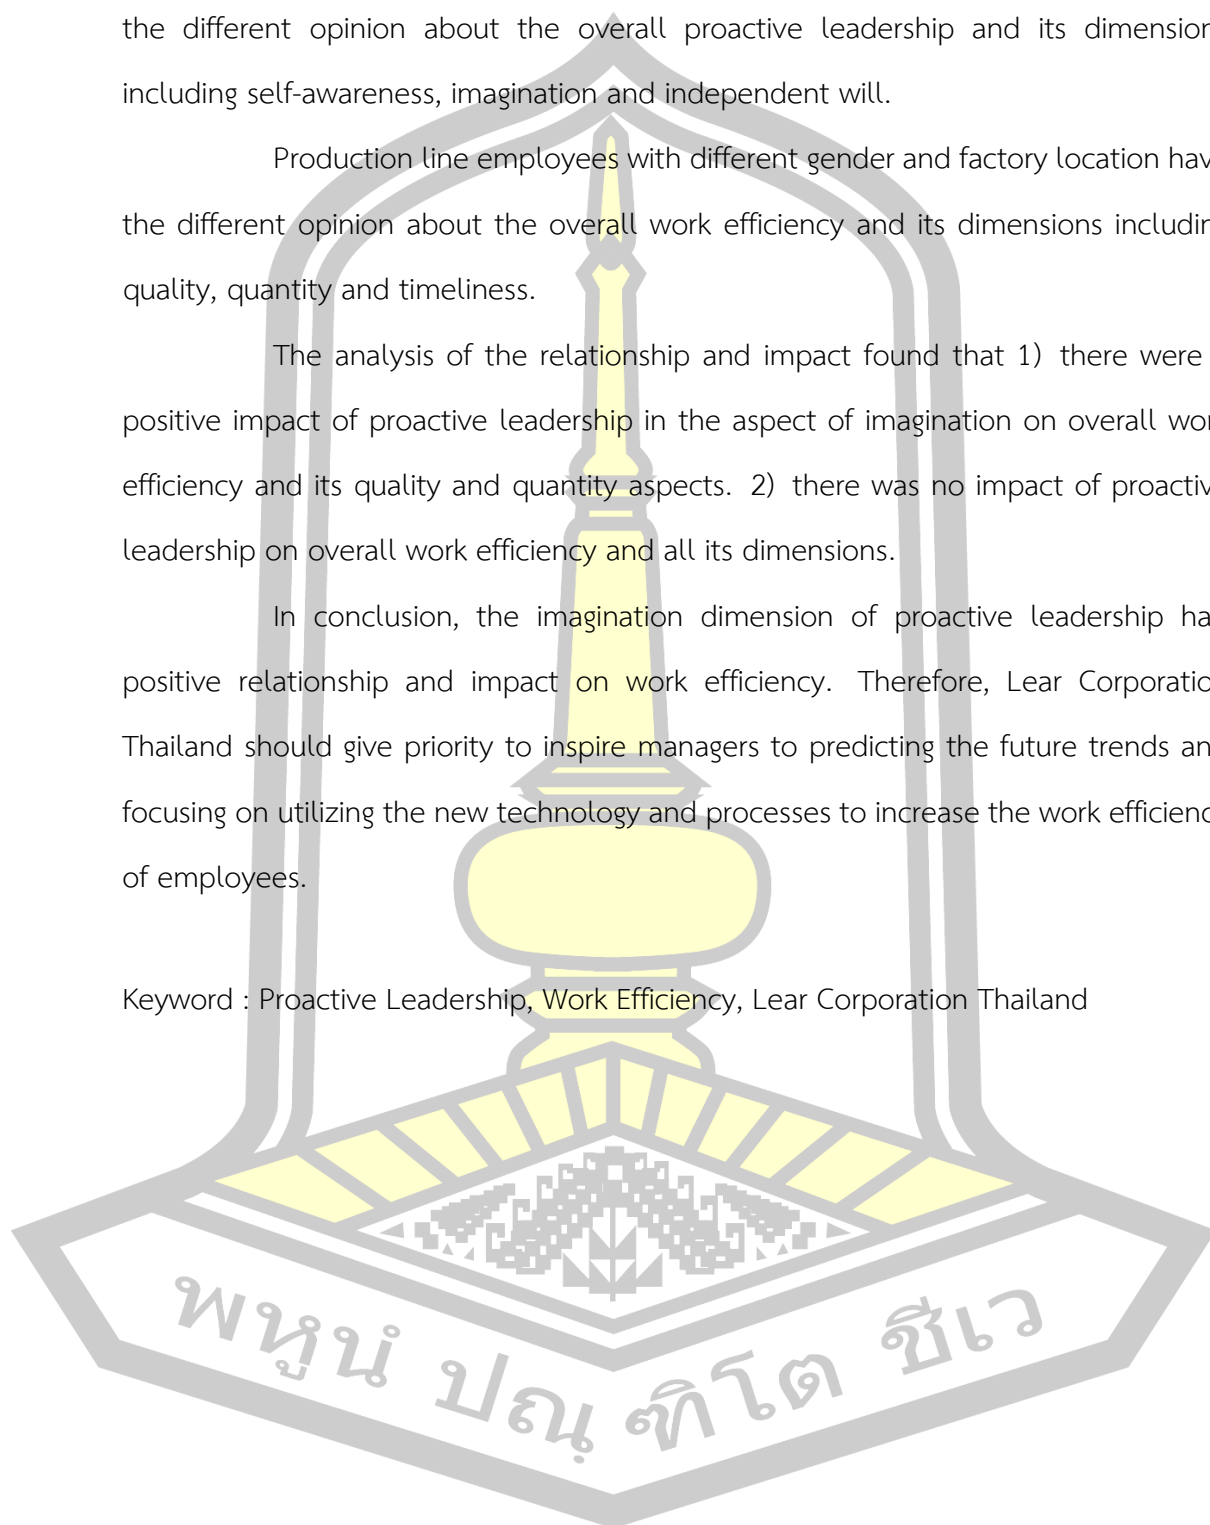 the different opinion about the overall proactive leadership and its dimension
including self-awareness, imagination and independent will.
Production line employees with different gender and factory location hav
the different opinion about the overall work efficiency and its dimensions includin
quality, quantity and timeliness.
The analysis of the relationship and impact found that 1) there were
positive impact of proactive leadership in the aspect of imagination on overall wor
efficiency and its quality and quantity aspects. 2) there was no impact of proactiv
leadership on overall work efficiency and all its dimensions.
In conclusion, the imagination dimension of proactive leadership ha
positive relationship and impact on work efficiency. Therefore, Lear Corporatio
Thailand should give priority to inspire managers to predicting the future trends an
focusing on utilizing the new technology and processes to increase the work efficienc
of employees.
Keyword : Proactive Leadership, Work Efficiency, Lear Corporation Thailand
พหูนํ ปณฺ ฑิโต ชีเว